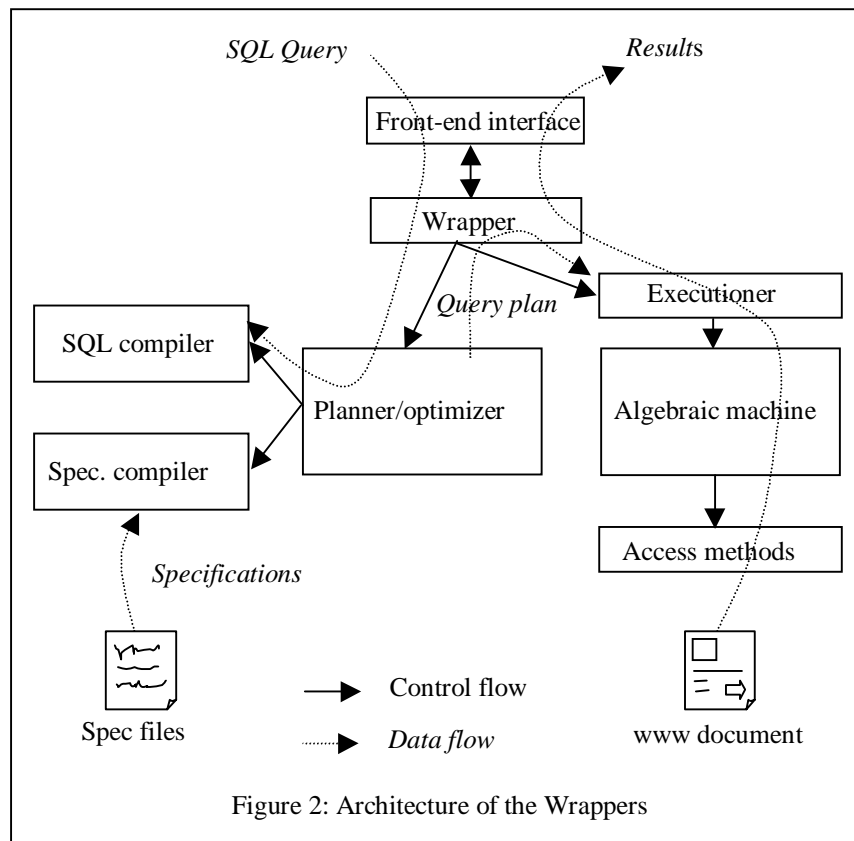 SQL Query
Results
Front-end interface
Wrapper
Executioner
Query plan
SQL compiler
Planner/optimizer
Algebraic machine
Spec. compiler
Access methods
Specifications
Control flow
Spec files
Data flow
www document
Figure 2: Architecture of the Wrappers